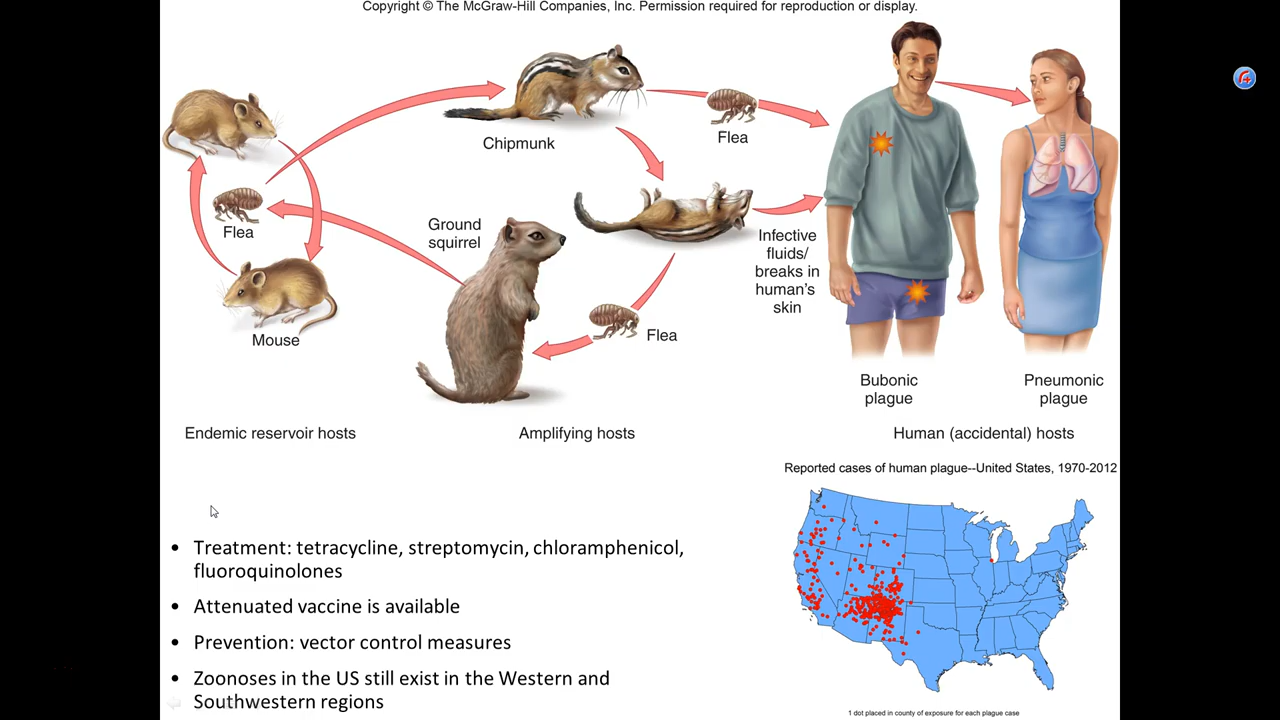 Copyright © The McGraw-Hill Companies, Inc. Permission required for reproduction or display.
Chipmunk
Flea
Flea
Ground
squirrel
Infective
fluids/
breaks in
human's
skin
Mouse
Flea
Bubonic
plague
Pneumonic
plague
Endemic reservoir hosts
Amplifying hosts
Human (accidental) hosts
Reported cases of human plague--United States, 1970-2012
• Treatment: tetracycline, streptomycin, chloramphenicol,
fluoroquinolones
• Attenuated vaccine is available
• Prevention: vector control measures
• Zoonoses in the US still exist in the Western and
Southwestern regions
1 dot placed in county of exposure for each plague case